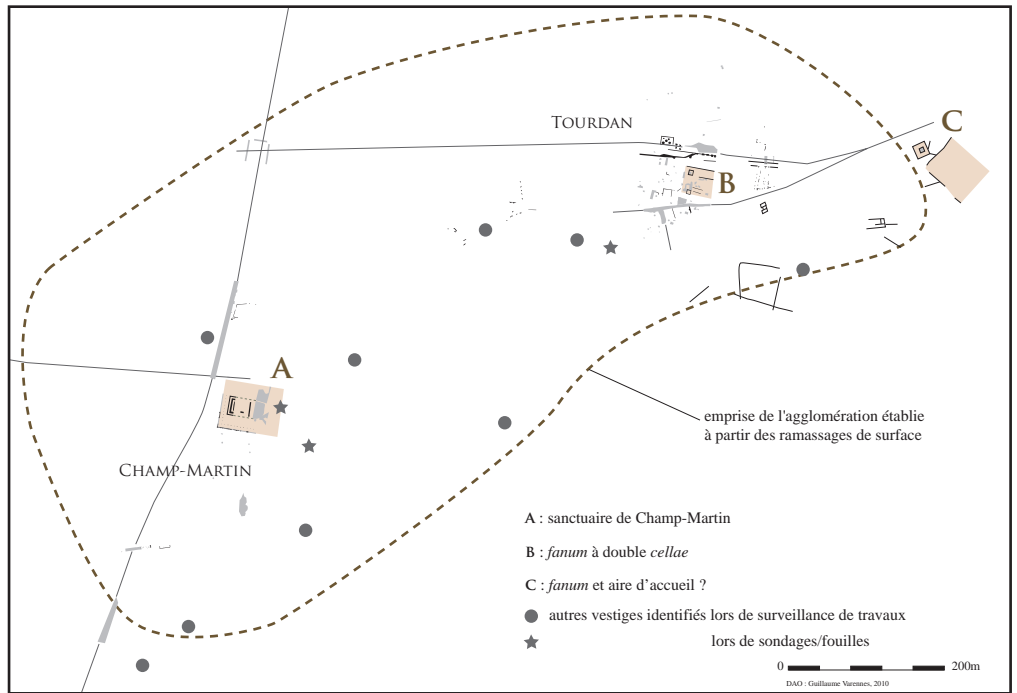 TOURDAN
C
B
A
emprise de l'agglomération établie
à partir des ramassages de surface
CHAMP-MARTIN
A : sanctuaire de Champ-Martin
B : fanum à double cellae
C : fanum et aire d'accueil ?
autres vestiges identifiés lors de surveillance de travaux
lors de sondages/fouilles
0 200m
DAO : Guillaume Varennes, 2010